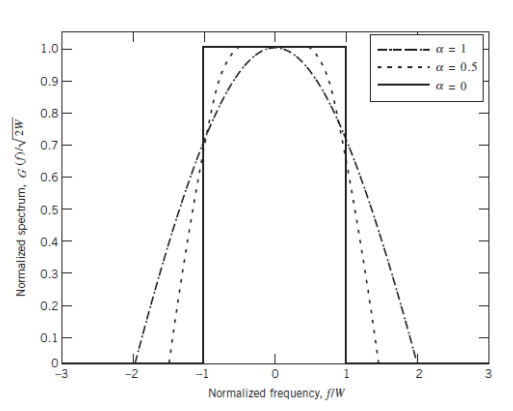 1.0
0.9
0.8
0.7
0.6
0.5
0.4
0.3
0.2
0.1
0
Normalized spectrum, G (f)/√2W
α = 1
α = 0.5
α = 0
–3 –2 –1 0 1 2 3
Normalized frequency, f/W